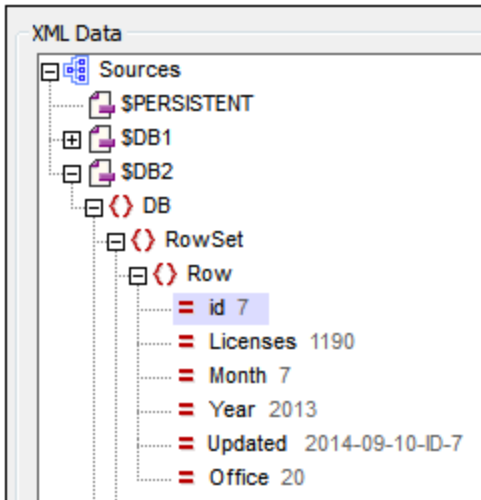 XML Data
Sources
$PERSISTENT
$DB1
$DB2
DB
RowSet
Row
id 7
Licenses 1190
Month 7
Year 2013
Updated 2014-09-10-ID-7
Office 20